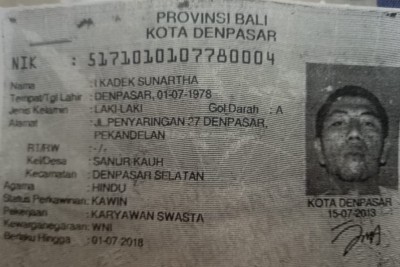 PROVINSI BALI
KOTA DENPASAR
NIK : 5171010107780004
Nama : I KADEK SUNARTHA
Tempat/Tgl Lahir : DENPASAR, 01-07-1978
Jenis Kelamin : LAKI-LAKI Gol Darah : A
Alamat : JL.PENYARINGAN 27 DENPASAR,
PEKANDELAN
RT/RW : -/-
Kel/Desa : SANUR KAUH
Kecamatan : DENPASAR SELATAN
Agama : HINDU
Status Perkawinan : KAWIN
Pekerjaan : KARYAWAN SWASTA
Kewarganegaraan : WNI
Berlaku Hingga : 01-07-2018
KOTA DENPASAR
15-07-2013